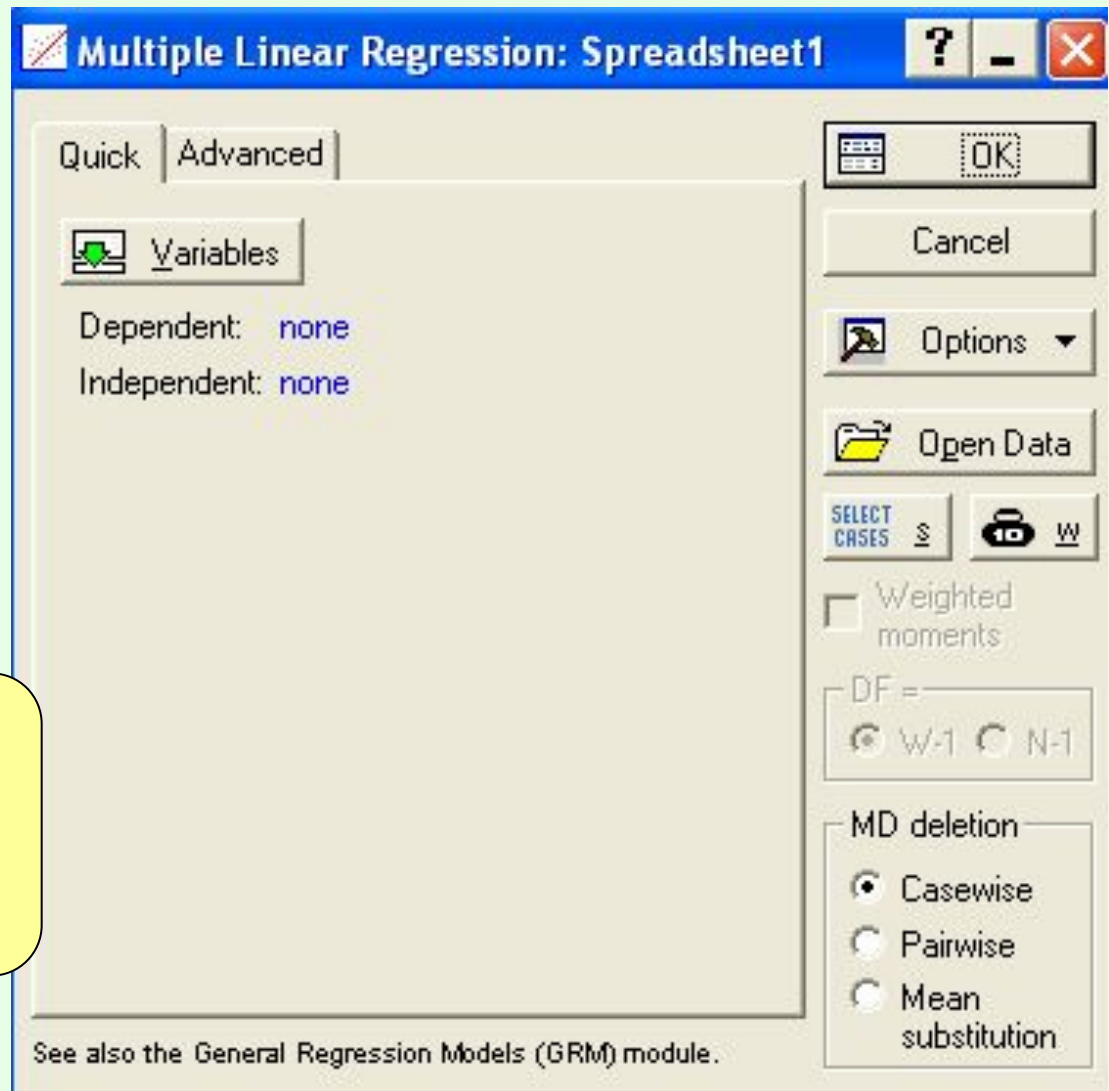 Multiple Linear Regression: Spreadsheet1
Quick
Advanced
Variables
Dependent: none
Independent: none
See also the General Regression Models (GRM) module.
OK
Cancel
Options
Open Data
SELECT
CASES
S
10
W
Weighted
moments
DF =
W-1
N-1
MD deletion
Casewise
Pairwise
Mean
substitution